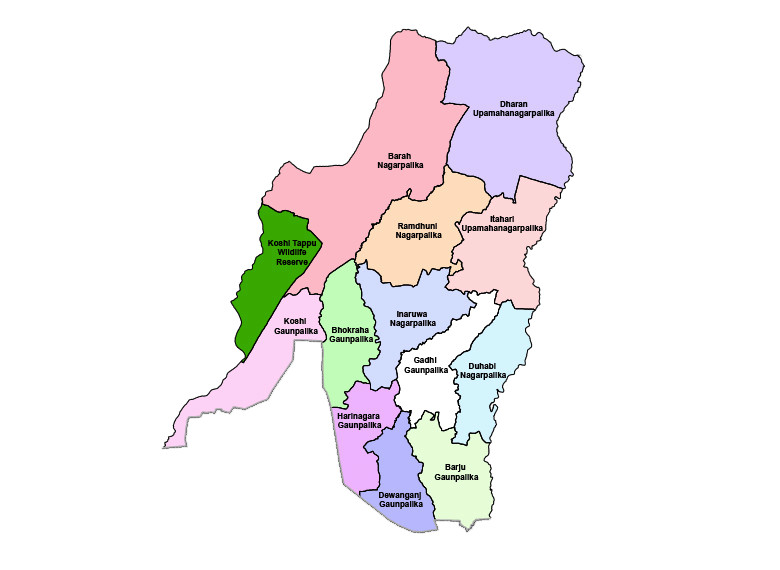 Dharan
Upamahanagarpalika
Barah
Nagarpalika
Ramdhuni
Nagarpalika
Itahari
Upamahanagarpalika
Koshi Tappu
Wildlife
Reserve
Koshi
Gaunpalika
Bhokraha
Gaunpalika
Inaruwa
Nagarpalika
Gadhi
Gaunpalika
Duhabi
Nagarpalika
Harinagara
Gaunpalika
Barju
Gaunpalika
Dewanganj
Gaunpalika